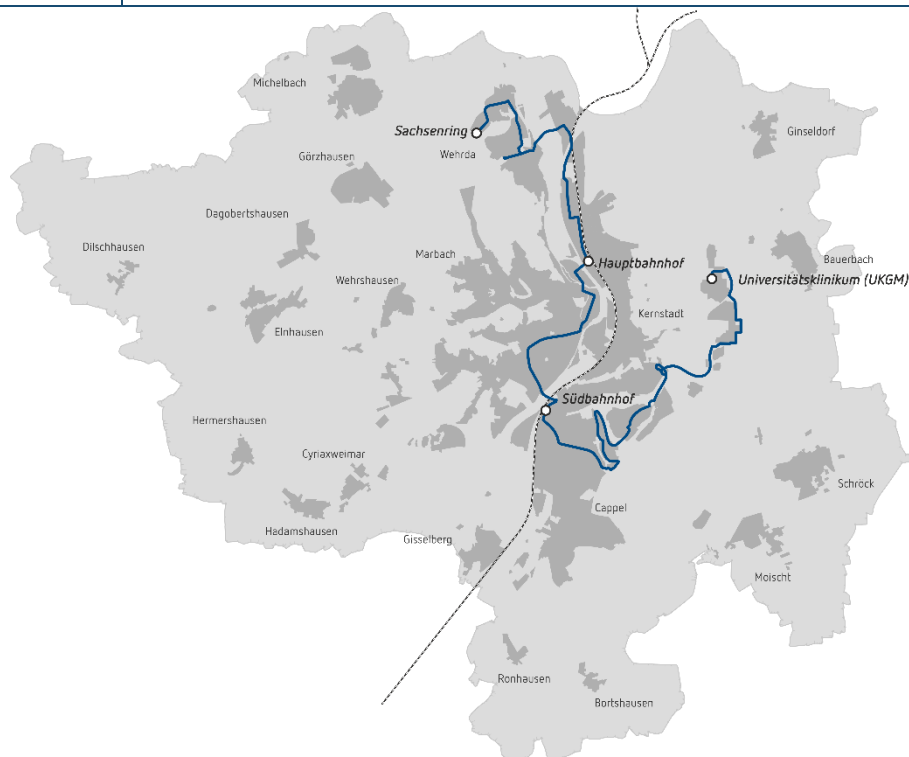 Michelbach
Sachsenring
Ginseldorf
Wehrda
Görzhausen
Dagobertshausen
Dilschhausen
Marbach
Hauptbahnhof
Bauerbach
Wehrshausen
Universitätsklinikum (UKGM)
Kernstadt
Elnhausen
Südbahnhof
Hermershausen
Cyriaxweimar
Schröck
Cappel
Hadamshausen
Gisselberg
Moischt
Ronhausen
Bortshausen